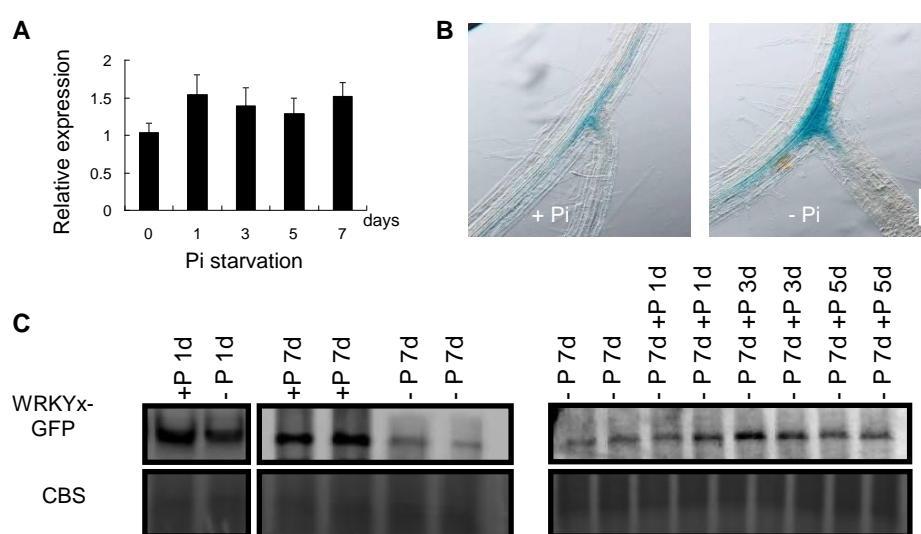 A
Relative expression
2
1.5
1
0.5
0
0 1 3 5 7 days
Pi starvation
B
+ Pi
- Pi
C
+P 1d
- P 1d
+P 7d
+P 7d
- P 7d
- P 7d
- P 7d
- P 7d
- P 7d +P 1d
- P 7d +P 1d
- P 7d +P 3d
- P 7d +P 3d
- P 7d +P 5d
- P 7d +P 5d
WRKYx-
GFP
CBS